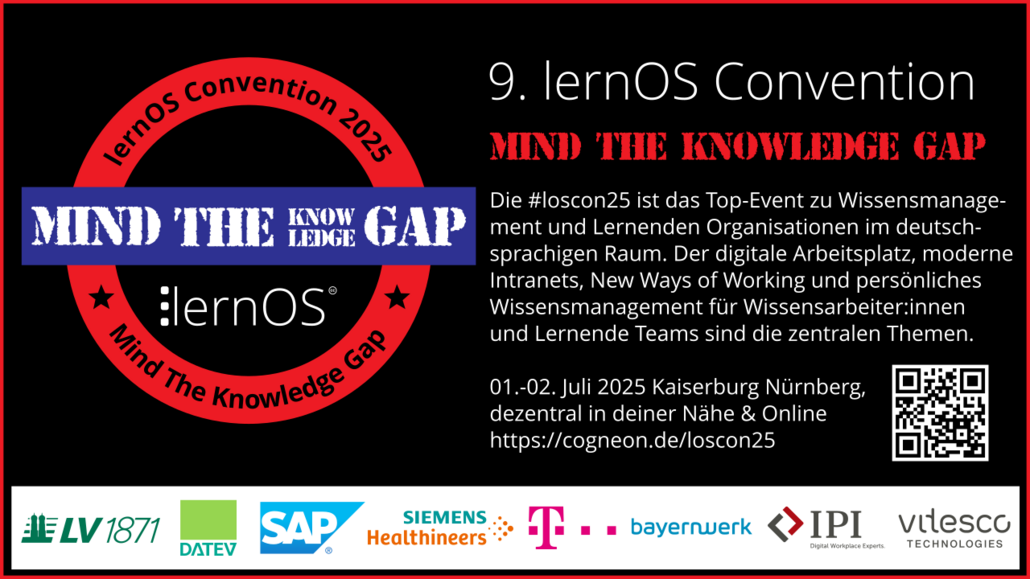 lernOS Convention 2025
MIND THE KNOW LEDGE GAP
lernOS
Mind The Knowledge Gap
9. lernOS Convention
MIND THE KNOWLEDGE GAP
Die #loscon25 ist das Top-Event zu Wissensmanage-
ment und Lernenden Organisationen im deutsch-
sprachigen Raum. Der digitale Arbeitsplatz, moderne
Intranets, New Ways of Working und persönliches
Wissensmanagement für Wissensarbeiter:innen
und Lernende Teams sind die zentralen Themen.
01.-02. Juli 2025 Kaiserburg Nürnberg,
dezentral in deiner Nähe & Online
https://cogneon.de/loscon25
LV 1871
DATEV
SAP®
SIEMENS
Healthineers
T
bayernwerk
IPI
Digital Workplace Experts.
vitesco
TECHNOLOGIES